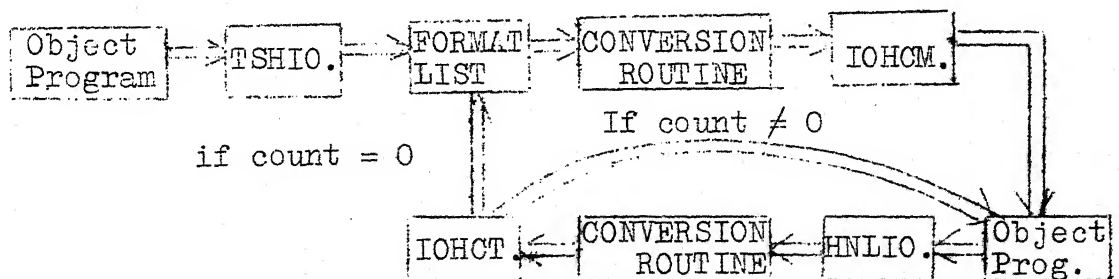 Object
Program
TSHIO.
FORMAT
LIST
CONVERSION
ROUTINE
IOHCM.
if count = 0
If count ≠ 0
IOHCT.
CONVERSION
ROUTINE
HNLIO.
Object
Prog.